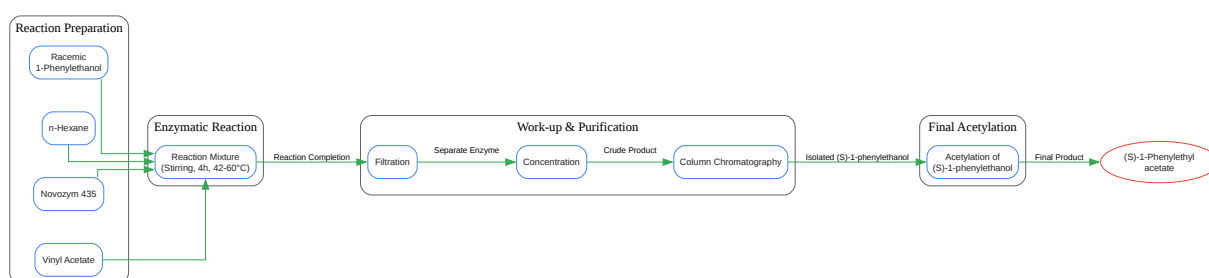 Reaction Preparation
Racemic
1-Phenylethanol
n-Hexane
Novozym 435
Vinyl Acetate
Enzymatic Reaction
Reaction Mixture
(Stirring, 4h, 42-60°C)
Reaction Completion
Work-up & Purification
Filtration
Separate Enzyme
Concentration
Crude Product
Column Chromatography
Isolated (S)-1-phenylethanol
Final Acetylation
Acetylation of
(S)-1-phenylethanol
Final Product
(S)-1-Phenylethyl
acetate